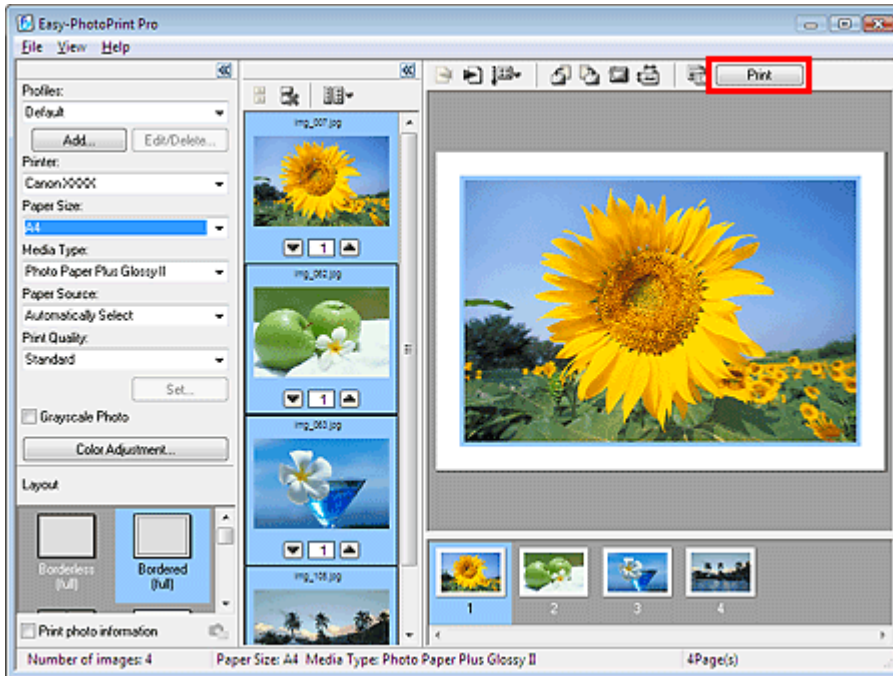 Easy-PhotoPrint Pro
File View Help
Profiles:
Default
Add... Edit/Delete...
Printer:
Canon XXXX
Paper Size:
A4
Media Type:
Photo Paper Plus Glossy II
Paper Source:
Automatically Select
Print Quality:
Standard
Set...
Grayscale Photo
Color Adjustment...
Layout
Borderless
(full)
Bordered
(full)
Print photo information
img_007.jpg
1
img_062.jpg
1
img_063.jpg
1
img_108.jpg
Print
1 2 3 4
Number of images: 4 Paper Size: A4 Media Type: Photo Paper Plus Glossy II 4Page(s)